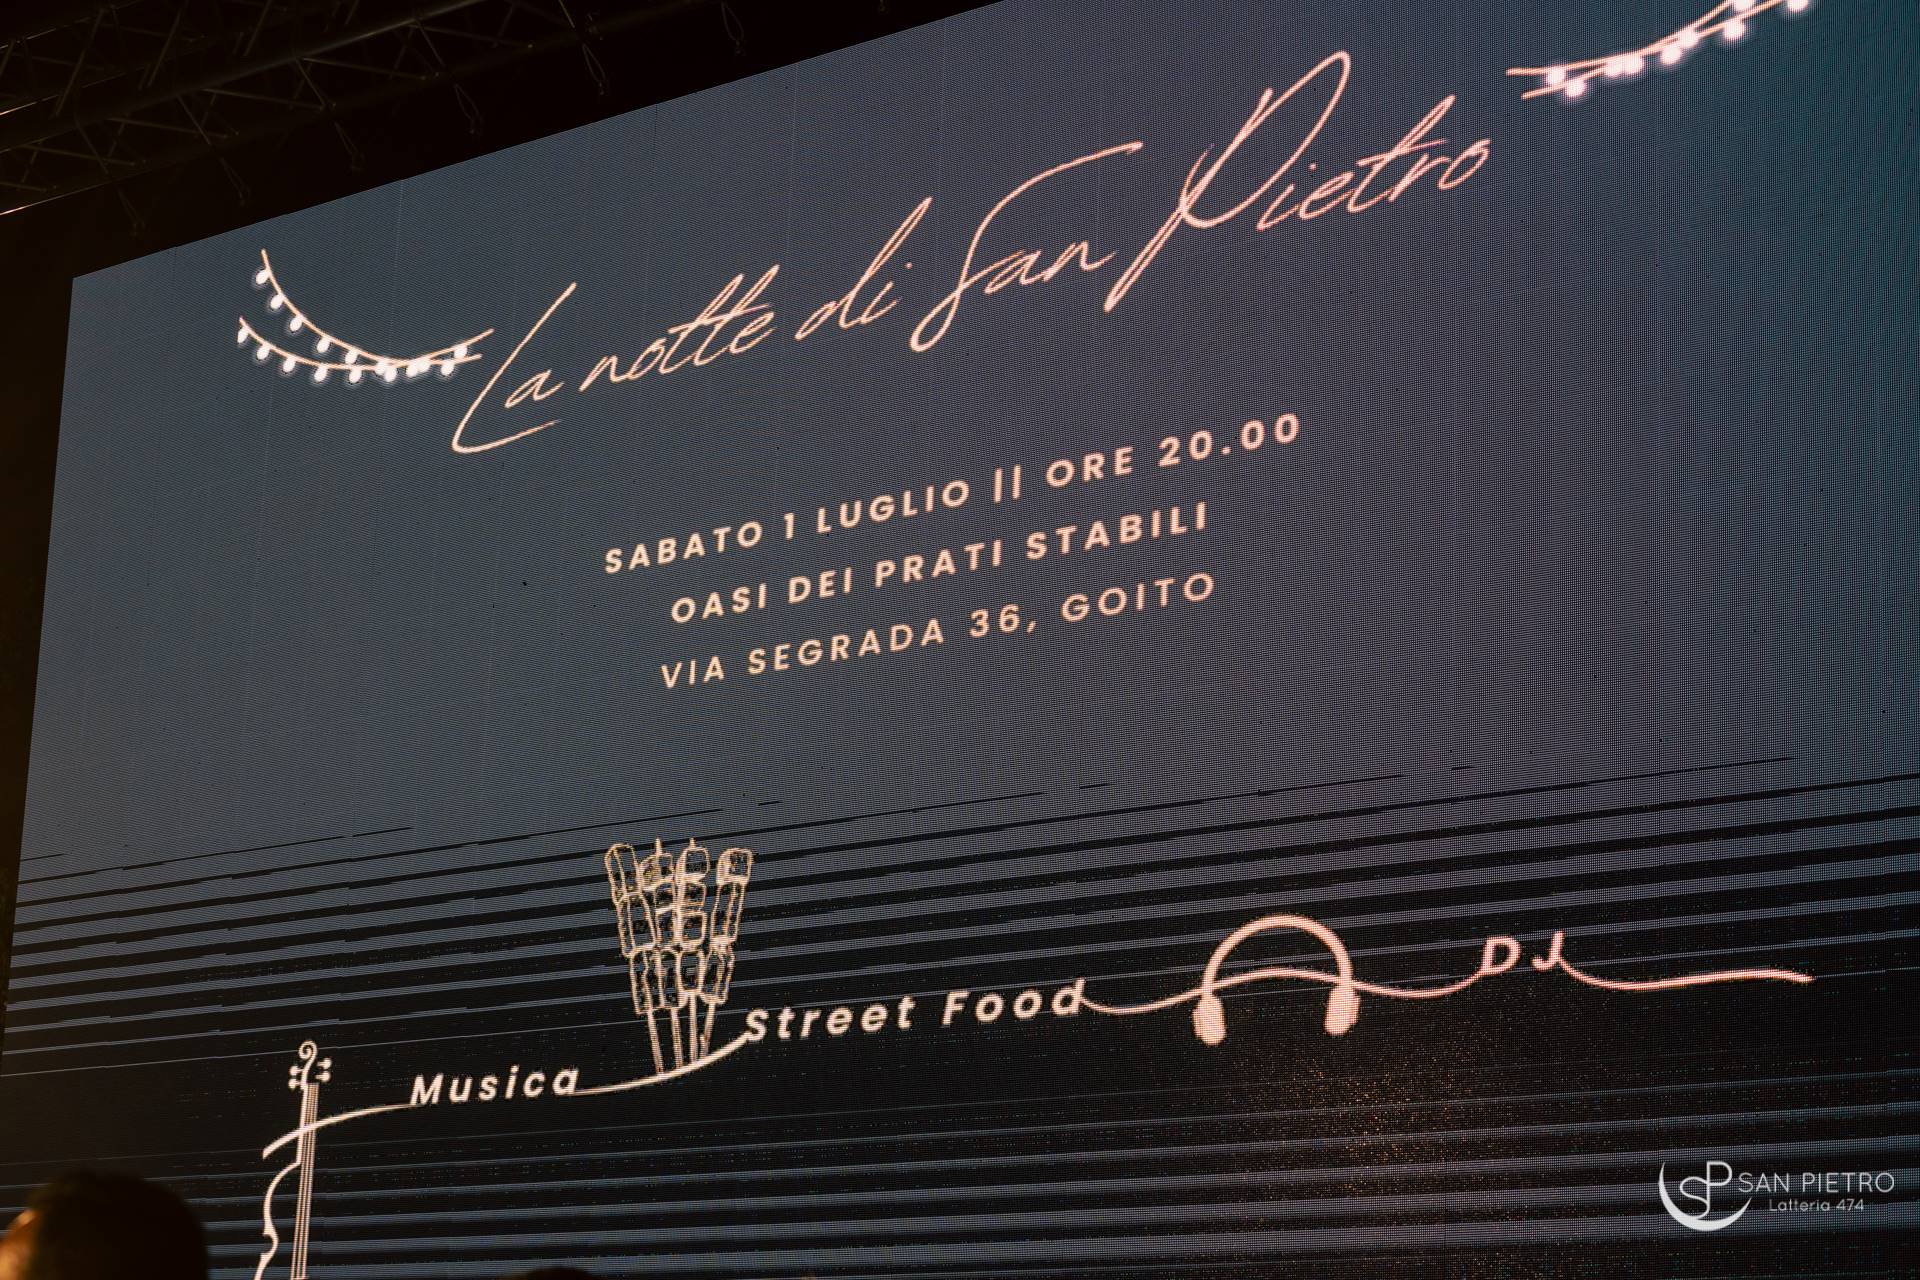 La notte di San Pietro
SABATO 1 LUGLIO || ORE 20.00
OASI DEI PRATI STABILI
VIA SEGRADA 36, GOITO
Musica
Street Food
DJ
SP SAN PIETRO
Latteria 474